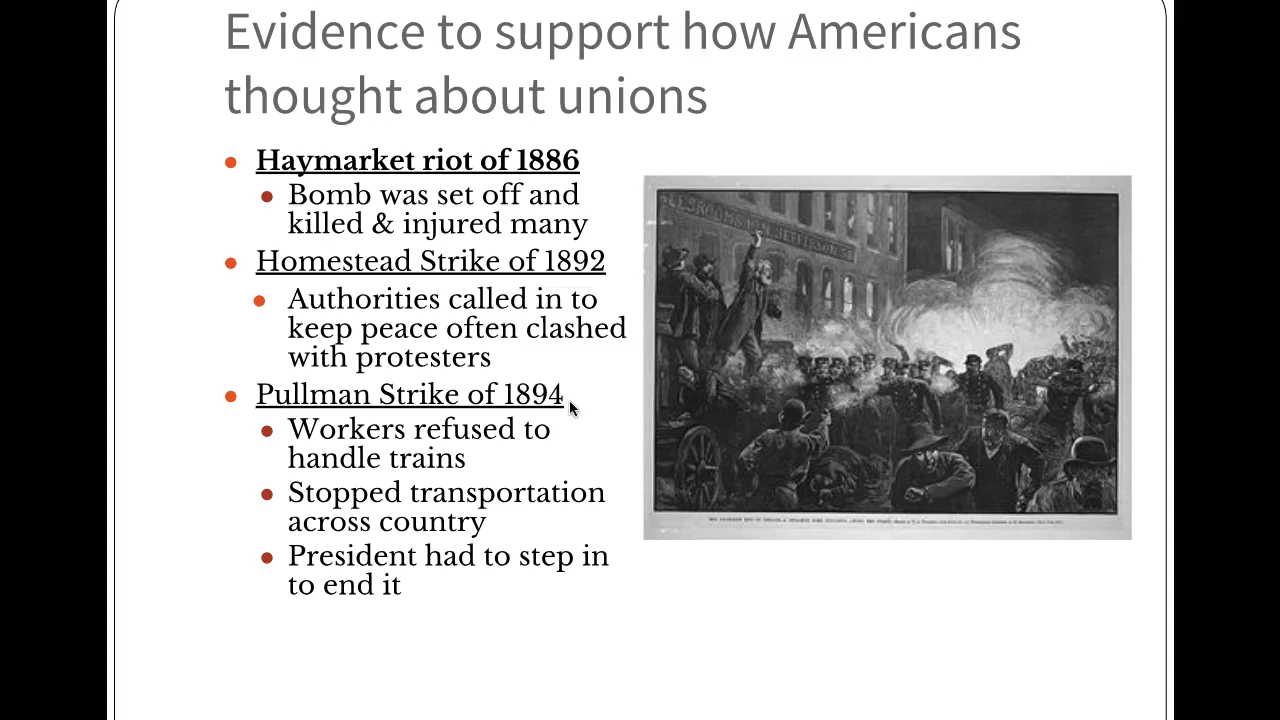 Evidence to support how Americans
thought about unions
Haymarket riot of 1886
Bomb was set off and
killed & injured many
Homestead Strike of 1892
Authorities called in to
keep peace often clashed
with protesters
Pullman Strike of 1894
Workers refused to
handle trains
Stopped transportation
across country
President had to step in
to end it